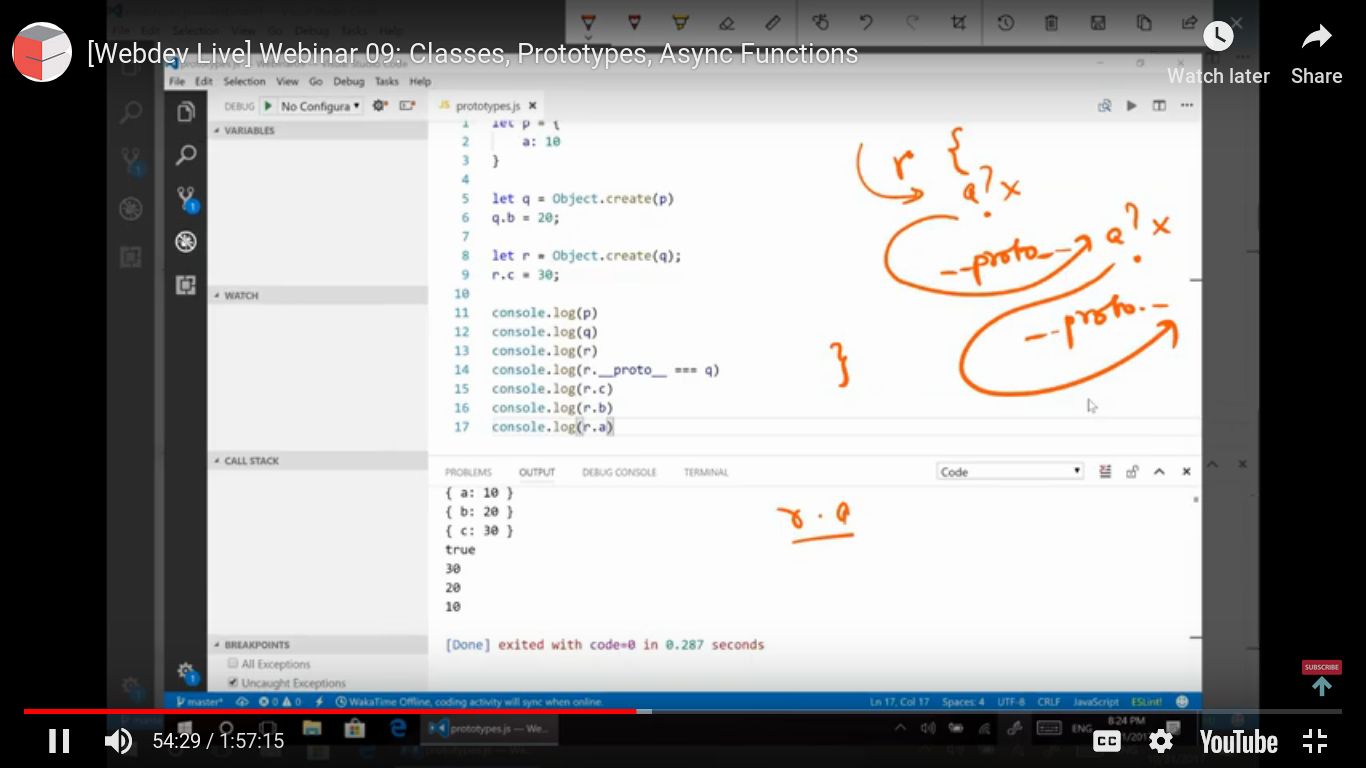 [Webdev Live] Webinar 09: Classes, Prototypes, Async Functions
Watch later
Share
File Edit Selection View Go Debug Tasks Help
DEBUG No Configura
prototypes.js
VARIABLES
WATCH
CALL STACK
BREAKPOINTS
All Exceptions
Uncaught Exceptions
1 let p = {
2 a: 10
3 }
4
5 let q = Object.create(p)
6 q.b = 20;
7
8 let r = Object.create(q);
9 r.c = 30;
10
11 console.log(p)
12 console.log(q)
13 console.log(r)
14 console.log(r.__proto__ === q)
15 console.log(r.c)
16 console.log(r.b)
17 console.log(r.a)
r {
a? x
__proto__ a? x
__proto__
}
PROBLEMS OUTPUT DEBUG CONSOLE TERMINAL
Code
{ a: 10 }
{ b: 20 }
{ c: 30 }
true
30
20
10
r.a
[Done] exited with code=0 in 0.287 seconds
SUBSCRIBE
master* 0 0 WakaTime Offline, coding activity will sync when online.
Ln 17, Col 17 Spaces: 4 UTF-8 CRLF JavaScript ESLint!
prototypes.js — We...
ENG
8:24 PM
54:29 / 1:57:15
CC
YouTube